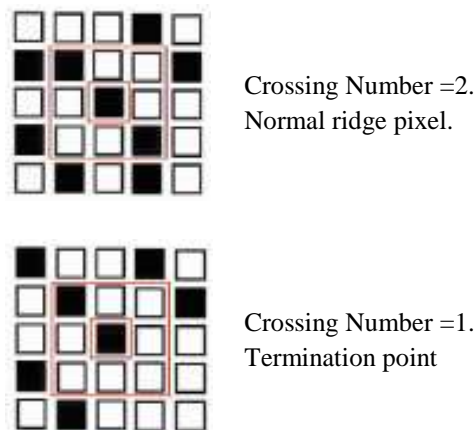 Crossing Number =2.
Normal ridge pixel.
Crossing Number =1.
Termination point